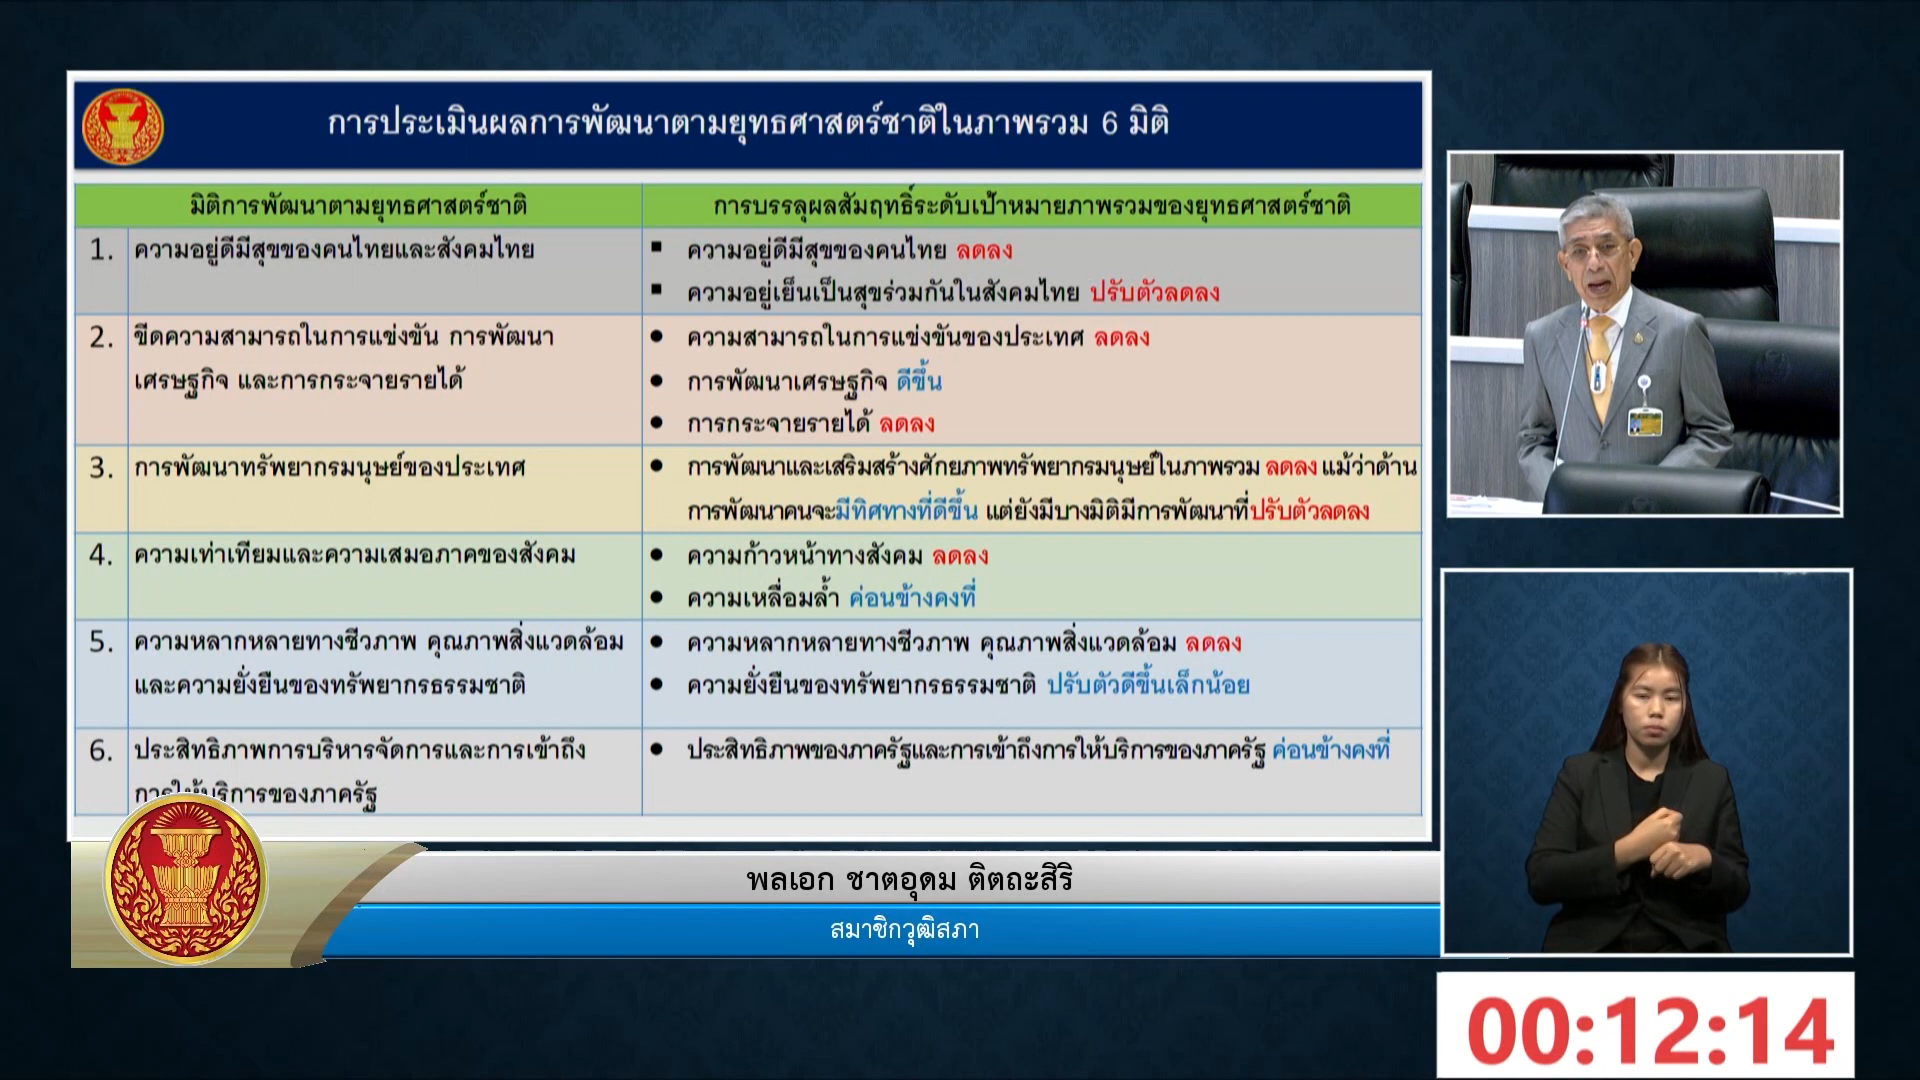 การประเมินผลการพัฒนาตามยุทธศาสตร์ชาติในภาพรวม 6 มิติ
มิติการพัฒนาตามยุทธศาสตร์ชาติ
การบรรลุผลสัมฤทธิ์ระดับเป้าหมายภาพรวมของยุทธศาสตร์ชาติ
1. ความอยู่ดีมีสุขของคนไทยและสังคมไทย
▪ ความอยู่ดีมีสุขของคนไทย ลดลง
▪ ความอยู่เย็นเป็นสุขร่วมกันในสังคมไทย ปรับตัวลดลง
2. ขีดความสามารถในการแข่งขัน การพัฒนา
เศรษฐกิจ และการกระจายรายได้
● ความสามารถในการแข่งขันของประเทศ ลดลง
● การพัฒนาเศรษฐกิจ ดีขึ้น
● การกระจายรายได้ ลดลง
3. การพัฒนาทรัพยากรมนุษย์ของประเทศ
● การพัฒนาและเสริมสร้างศักยภาพทรัพยากรมนุษย์ในภาพรวม ลดลง แม้ว่าด้าน
การพัฒนาคนจะมีทิศทางที่ดีขึ้น แต่ยังมีบางมิติมีการพัฒนาที่ปรับตัวลดลง
4. ความเท่าเทียมและความเสมอภาคของสังคม
● ความก้าวหน้าทางสังคม ลดลง
● ความเหลื่อมล้ำ ค่อนข้างคงที่
5. ความหลากหลายทางชีวภาพ คุณภาพสิ่งแวดล้อม
และความยั่งยืนของทรัพยากรธรรมชาติ
● ความหลากหลายทางชีวภาพ คุณภาพสิ่งแวดล้อม ลดลง
● ความยั่งยืนของทรัพยากรธรรมชาติ ปรับตัวดีขึ้นเล็กน้อย
6. ประสิทธิภาพการบริหารจัดการและการเข้าถึง
การให้บริการของภาครัฐ
● ประสิทธิภาพของภาครัฐและการเข้าถึงการให้บริการของภาครัฐ ค่อนข้างคงที่
พลเอก ชาตอุดม ติตถะสิริ
สมาชิกวุฒิสภา
00:12:14